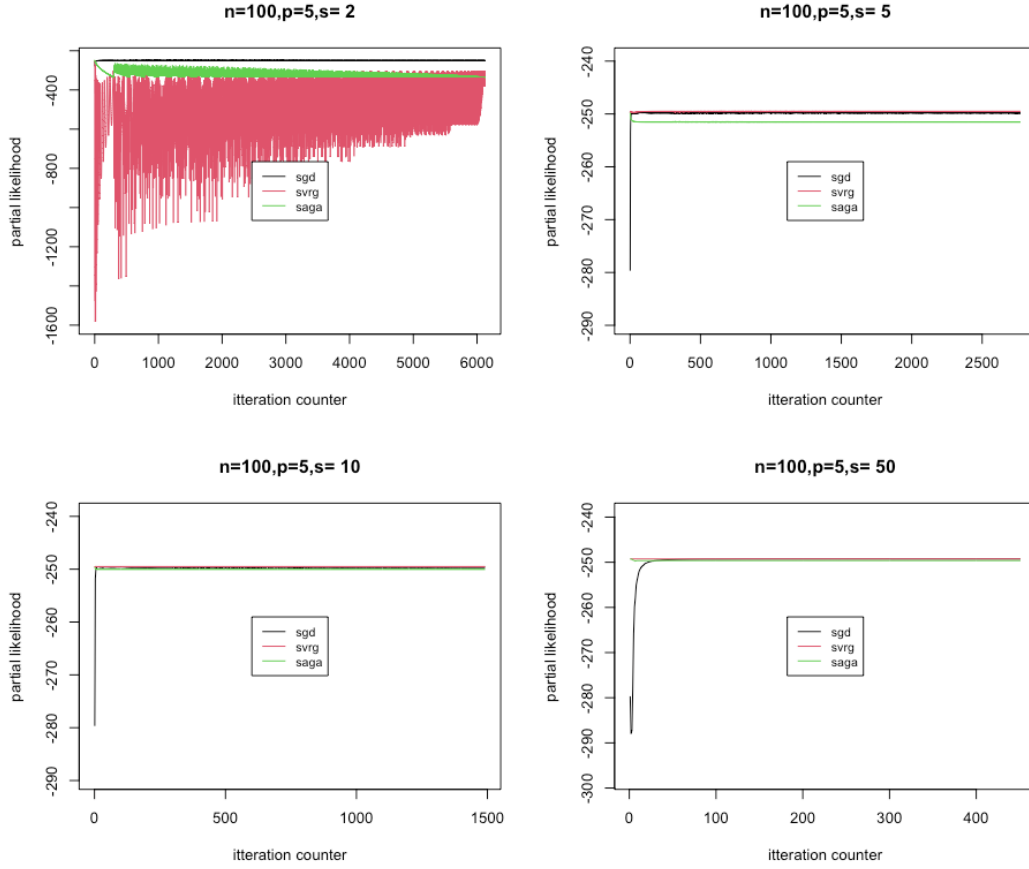 n=100,p=5,s= 2
partial likelihood
-400
-800
-1200
-1600
sgd
svrg
saga
0 1000 2000 3000 4000 5000 6000
itteration counter
n=100,p=5,s= 5
partial likelihood
-240
-250
-260
-270
-280
-290
sgd
svrg
saga
0 500 1000 1500 2000 2500
itteration counter
n=100,p=5,s= 10
partial likelihood
-240
-250
-260
-270
-280
-290
sgd
svrg
saga
0 500 1000 1500
itteration counter
n=100,p=5,s= 50
partial likelihood
-240
-250
-260
-270
-280
-290
-300
sgd
svrg
saga
0 100 200 300 400
itteration counter